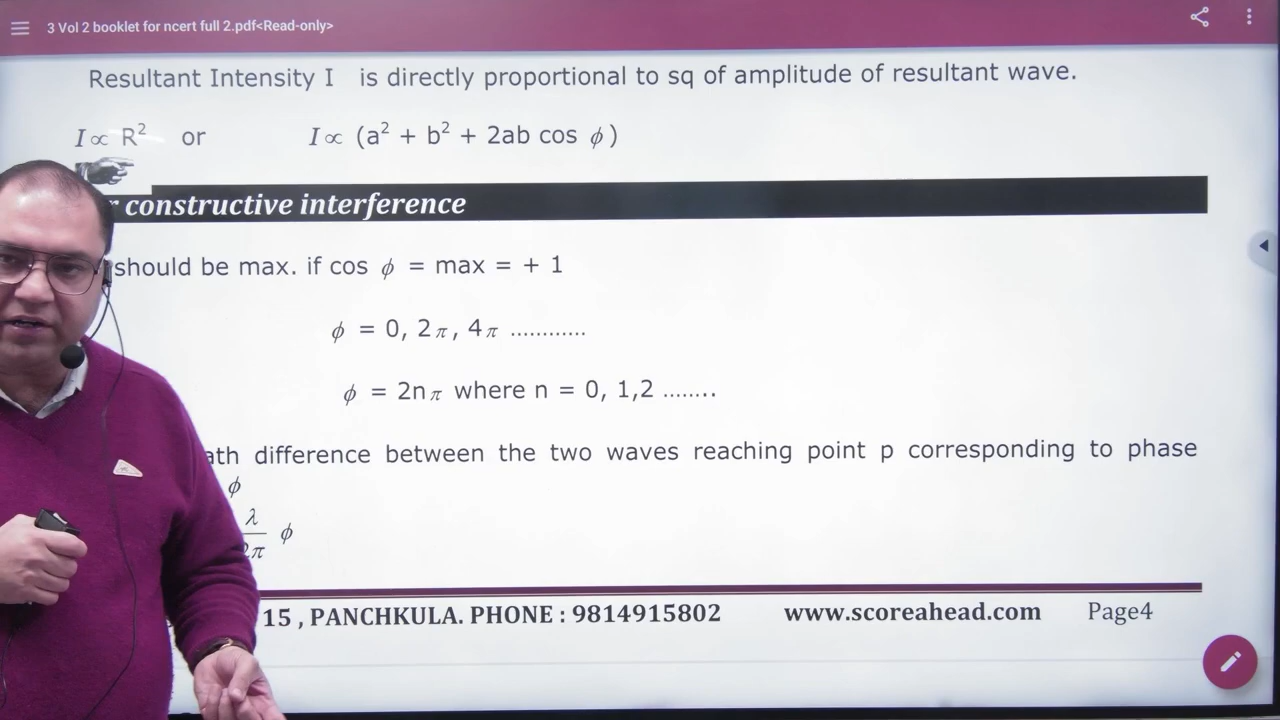 3 Vol 2 booklet for ncert full 2.pdf<Read-only>
Resultant Intensity I is directly proportional to sq of amplitude of resultant wave.
I ∝ R² or I ∝ (a² + b² + 2ab cos ϕ)
constructive interference
should be max. if cos ϕ = max = + 1
ϕ = 0, 2π, 4π ............
ϕ = 2nπ where n = 0, 1,2 ........
difference between the two waves reaching point p corresponding to phase
ϕ
λ
ϕ
2π
15 , PANCHKULA. PHONE : 9814915802 www.scoreahead.com Page4